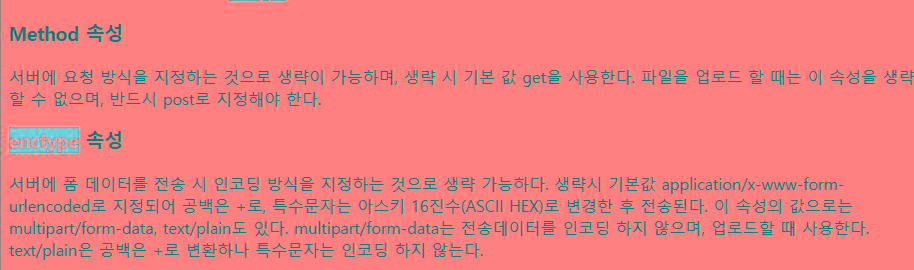 Method 속성
서버에 요청 방식을 지정하는 것으로 생략이 가능하며, 생략 시 기본 값 get을 사용한다. 파일을 업로드 할 때는 이 속성을 생략
할 수 없으며, 반드시 post로 지정해야 한다.
enctype 속성
서버에 폼 데이터를 전송 시 인코딩 방식을 지정하는 것으로 생략 가능하다. 생략시 기본값 application/x-www-form-
urlencoded로 지정되어 공백은 +로, 특수문자는 아스키 16진수(ASCII HEX)로 변경한 후 전송된다. 이 속성의 값으로는
multipart/form-data, text/plain도 있다. multipart/form-data는 전송데이터를 인코딩 하지 않으며, 업로드할 때 사용한다.
text/plain은 공백은 +로 변환하나 특수문자는 인코딩 하지 않는다.